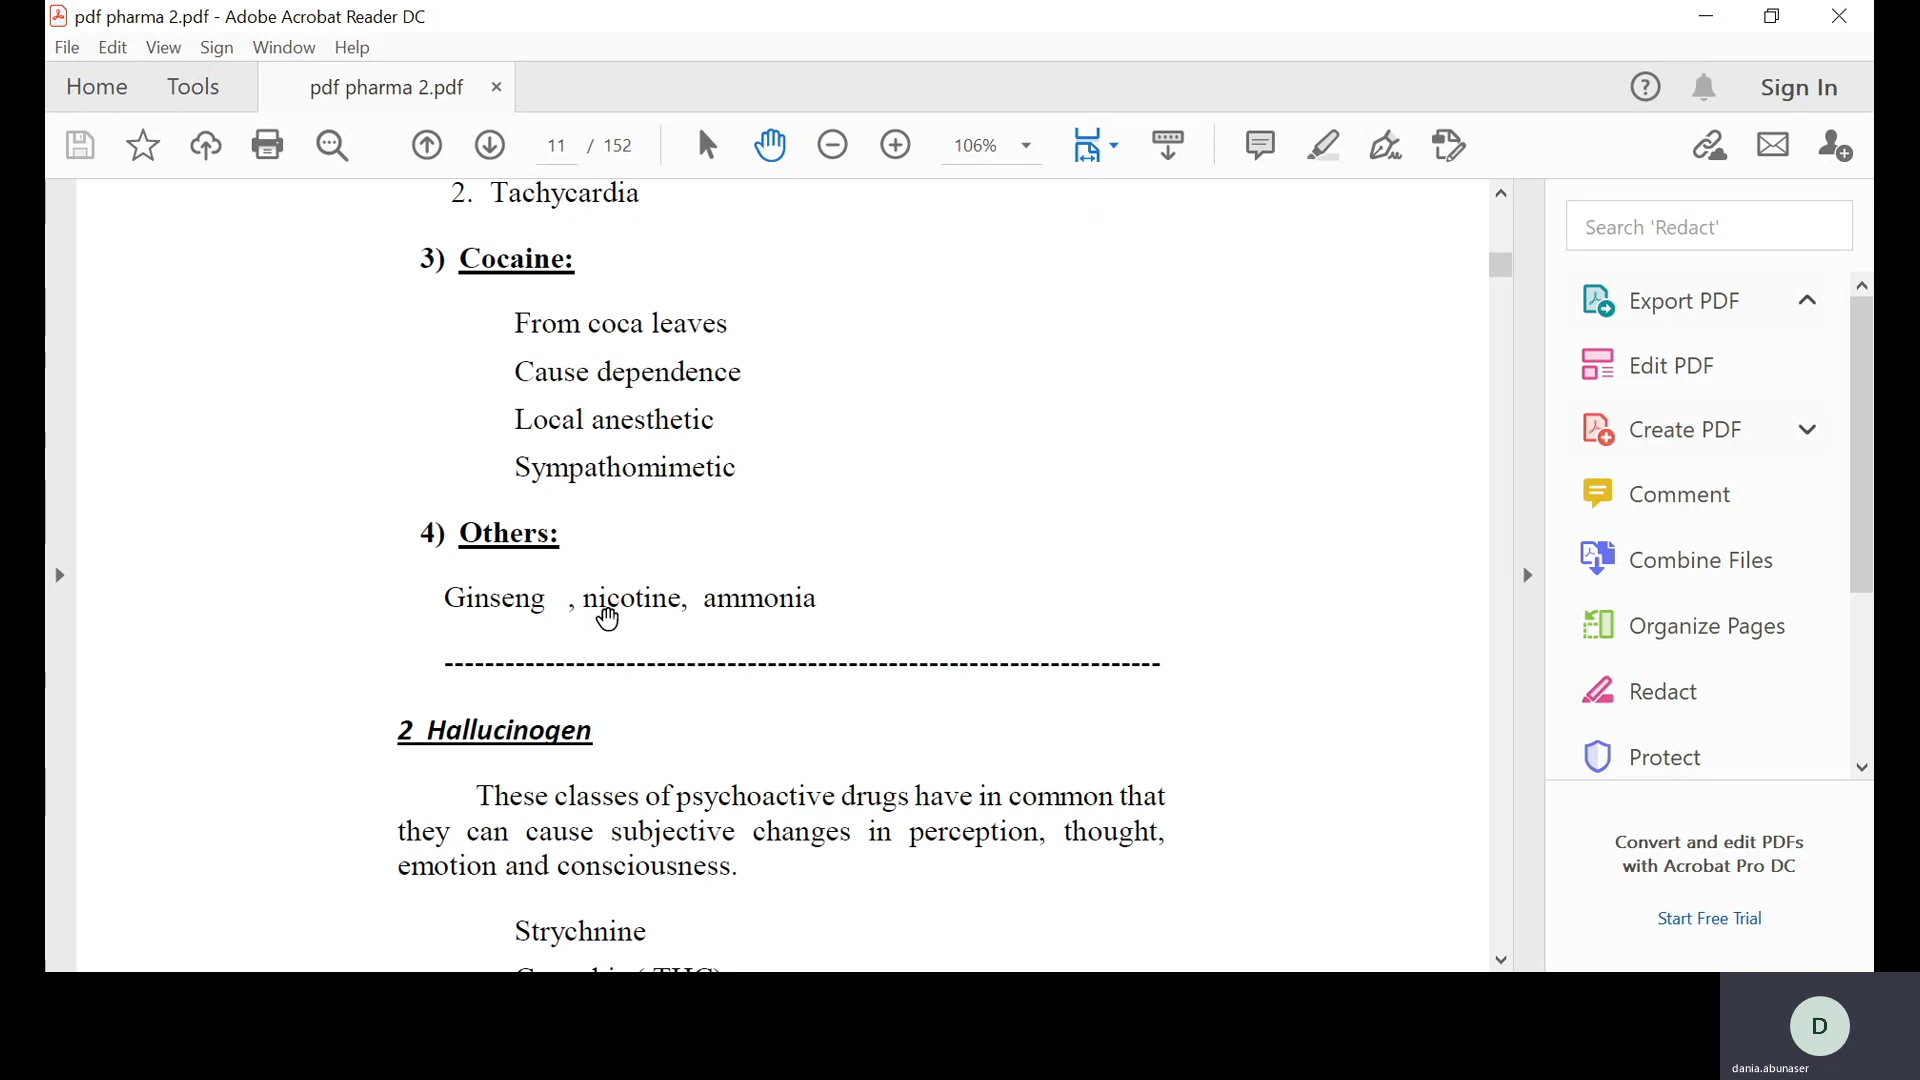 pdf pharma 2.pdf - Adobe Acrobat Reader DC
File Edit View Sign Window Help
Home Tools pdf pharma 2.pdf Sign In
11 / 152 106%
2. Tachycardia
3) Cocaine:
From coca leaves
Cause dependence
Local anesthetic
Sympathomimetic
4) Others:
Ginseng , nicotine, ammonia
--------------------------------------------------------------------
2 Hallucinogen
These classes of psychoactive drugs have in common that
they can cause subjective changes in perception, thought,
emotion and consciousness.
Strychnine
Search 'Redact'
Export PDF
Edit PDF
Create PDF
Comment
Combine Files
Organize Pages
Redact
Protect
Convert and edit PDFs
with Acrobat Pro DC
Start Free Trial
D
dania.abunaser